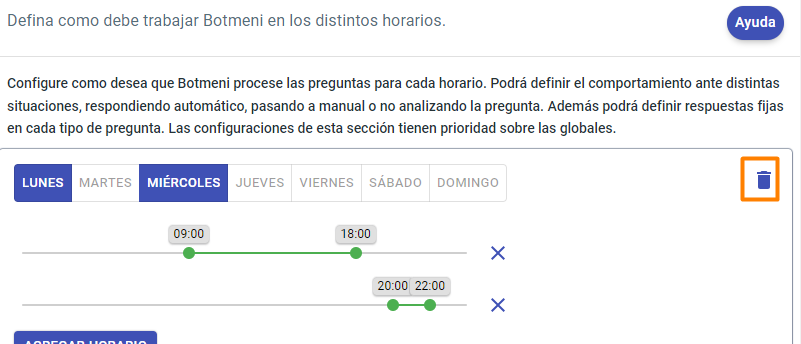 Defina como debe trabajar Botmeni en los distintos horarios.
Ayuda
Configure como desea que Botmeni procese las preguntas para cada horario. Podrá definir el comportamiento ante distintas
situaciones, respondiendo automático, pasando a manual o no analizando la pregunta. Además podrá definir respuestas fijas
en cada tipo de pregunta. Las configuraciones de esta sección tienen prioridad sobre las globales.
LUNES MARTES MIÉRCOLES JUEVES VIERNES SÁBADO DOMINGO
09:00 18:00
20:00 22:00
AGREGAR HORARIO